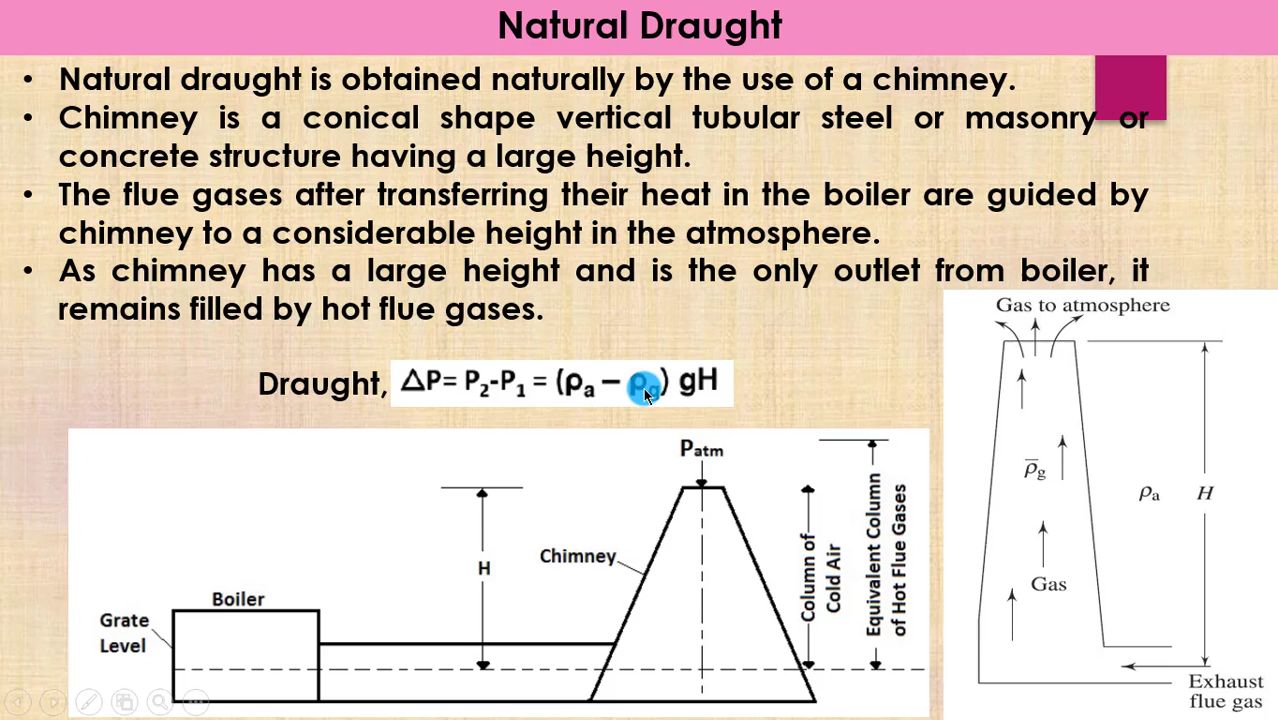 Natural Draught
• Natural draught is obtained naturally by the use of a chimney.
• Chimney is a conical shape vertical tubular steel or masonry or
concrete structure having a large height.
• The flue gases after transferring their heat in the boiler are guided by
chimney to a considerable height in the atmosphere.
• As chimney has a large height and is the only outlet from boiler, it
remains filled by hot flue gases.
Draught, △P= P₂-P₁ = (ρₐ – ρg) gH
Patm
H
Chimney
Boiler
Grate
Level
Column of
Cold Air
Equivalent Column
of Hot Flue Gases
Gas to atmosphere
ρ̅g
ρa
H
Gas
Exhaust
flue gas